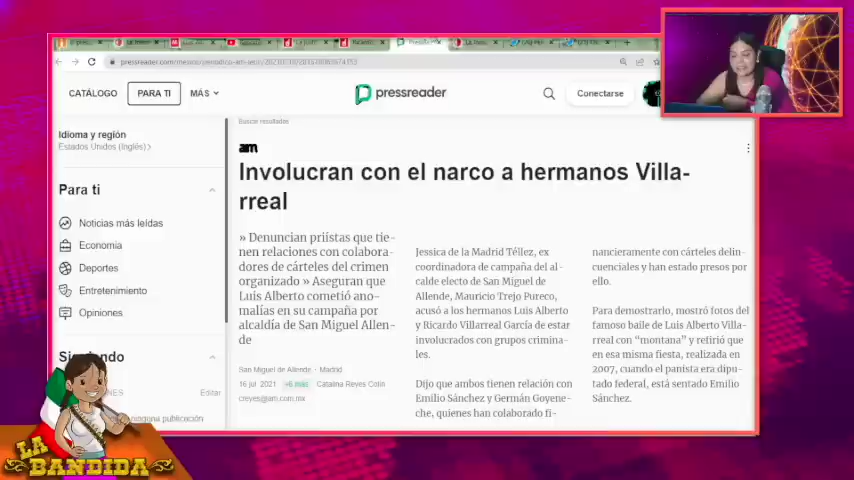 CATÁLOGO
PARA TI
MÁS
pressreader
Conectarse
Idioma y región
Estados Unidos (Inglés)
Para ti
Noticias más leídas
Economía
Deportes
Entretenimiento
Opiniones
Editar
Buscar resultados
am
Involucran con el narco a hermanos Villa-
rreal
» Denuncian priístas que tie-
nen relaciones con colabora-
dores de cárteles del crimen
organizado » Aseguran que
Luis Alberto cometió ano-
malías en su campaña por
alcaldía de San Miguel Allen-
de
San Miguel de Allende · Madrid
16 jul 2021 +6 más Catalina Reyes Colín
creyes@am.com.mx
Jessica de la Madrid Téllez, ex
coordinadora de campaña del al-
calde electo de San Miguel de
Allende, Mauricio Trejo Pureco,
acusó a los hermanos Luis Alberto
y Ricardo Villarreal García de estar
involucrados con grupos crimina-
les.
Dijo que ambos tienen relación con
Emilio Sánchez y Germán Goyene-
che, quienes han colaborado fi-
nancieramente con cárteles delin-
cuenciales y han estado presos por
ello.
Para demostrarlo, mostró fotos del
famoso baile de Luis Alberto Villa-
rreal con “montana” y refirió que
en esa misma fiesta, realizada en
2007, cuando el panista era dipu-
tado federal, está sentado Emilio
Sánchez.
LA
BANDIDA